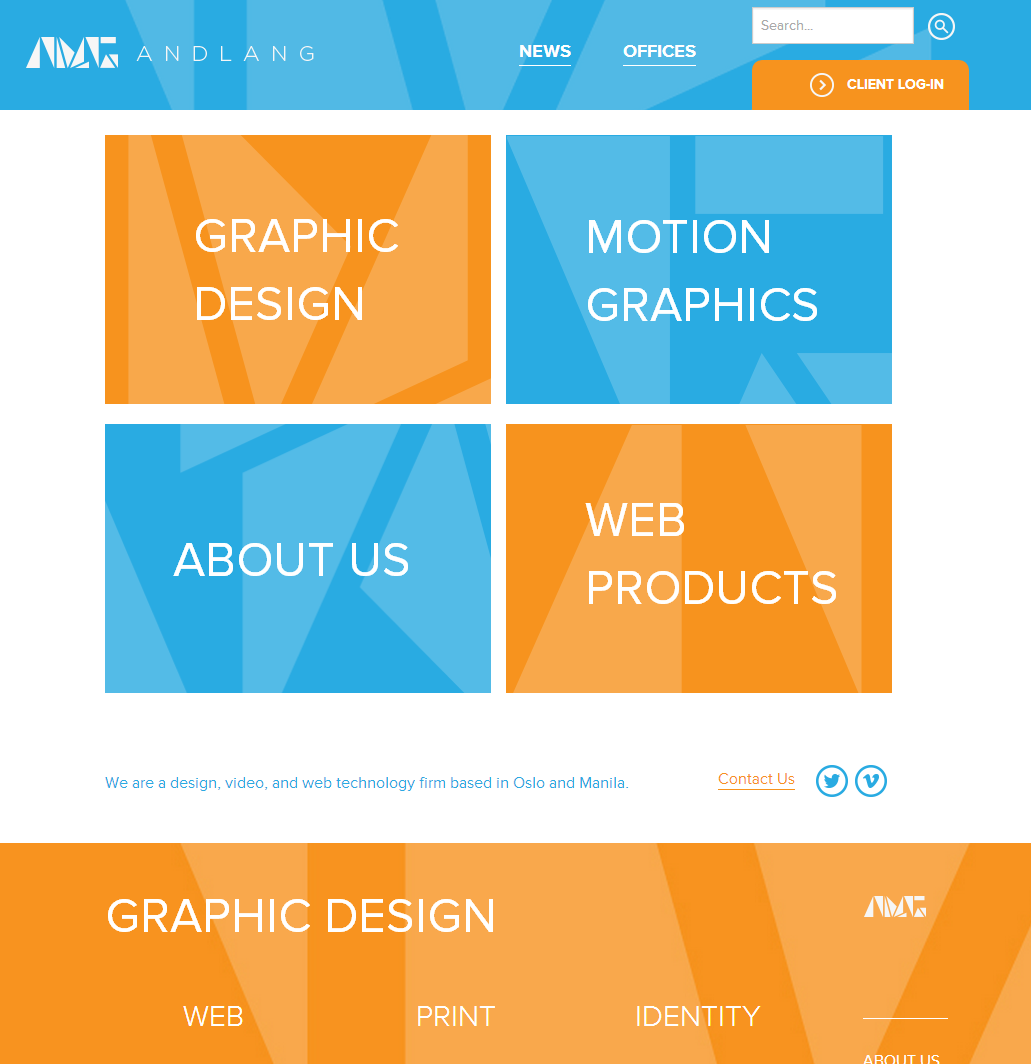 ANDLANG
NEWS
OFFICES
Search...
CLIENT LOG-IN
GRAPHIC
DESIGN
MOTION
GRAPHICS
ABOUT US
WEB
PRODUCTS
We are a design, video, and web technology firm based in Oslo and Manila.
Contact Us
GRAPHIC DESIGN
WEB
PRINT
IDENTITY
ABOUT US